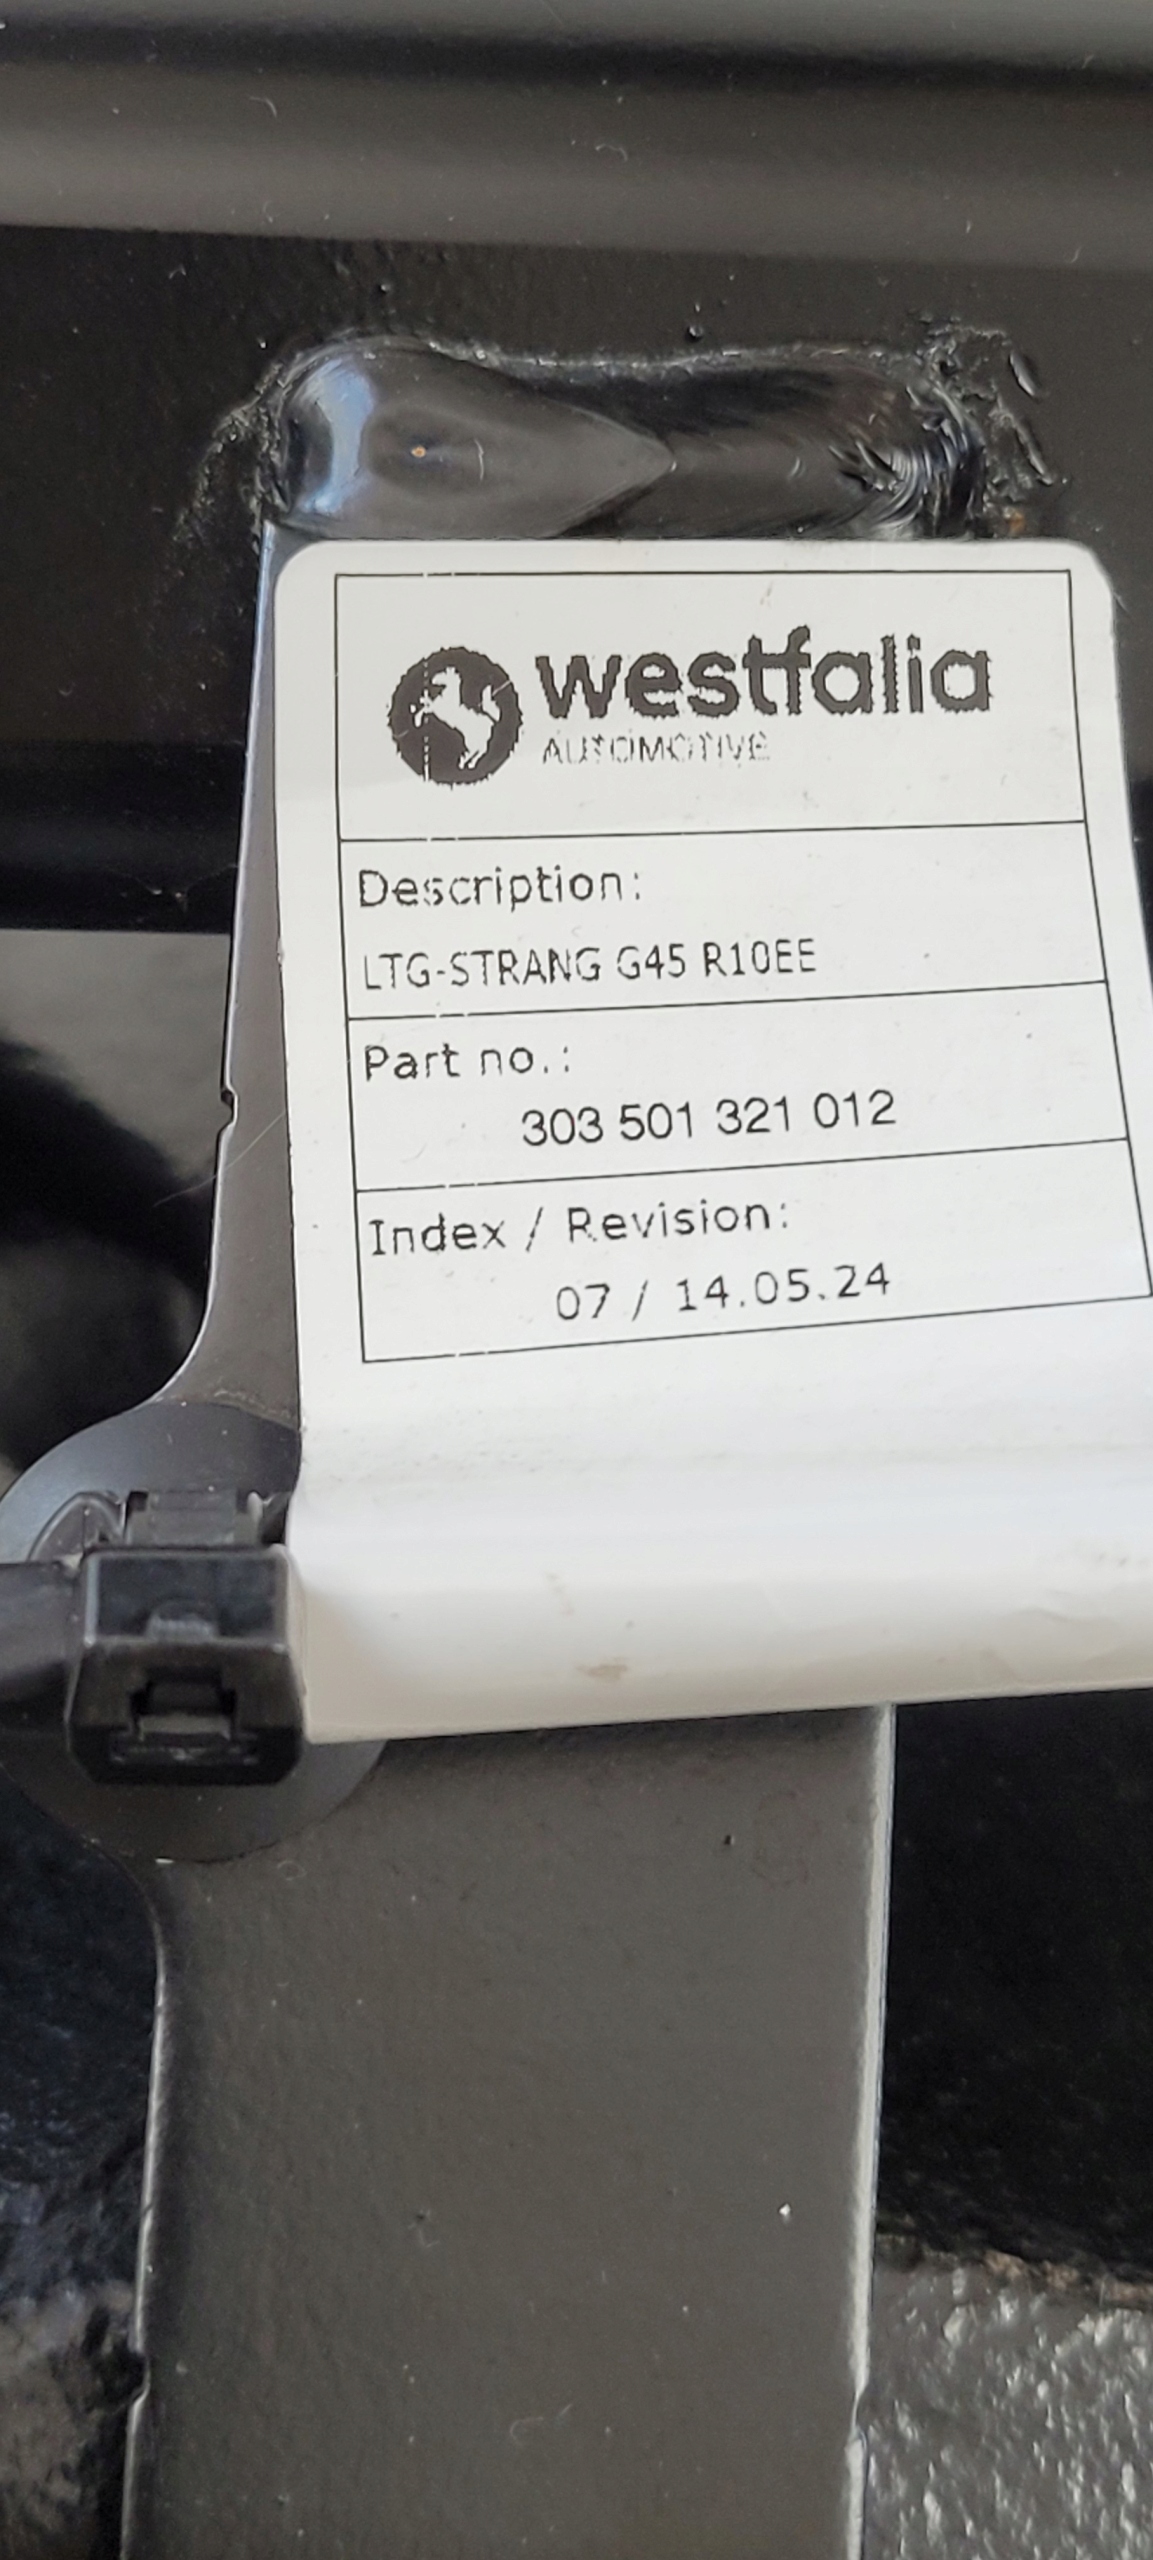 westfalia
AUTOMOTIVE
Description:
LTG-STRANG G45 R10EE
Part no.:
303 501 321 012
Index / Revision:
07 / 14.05.24